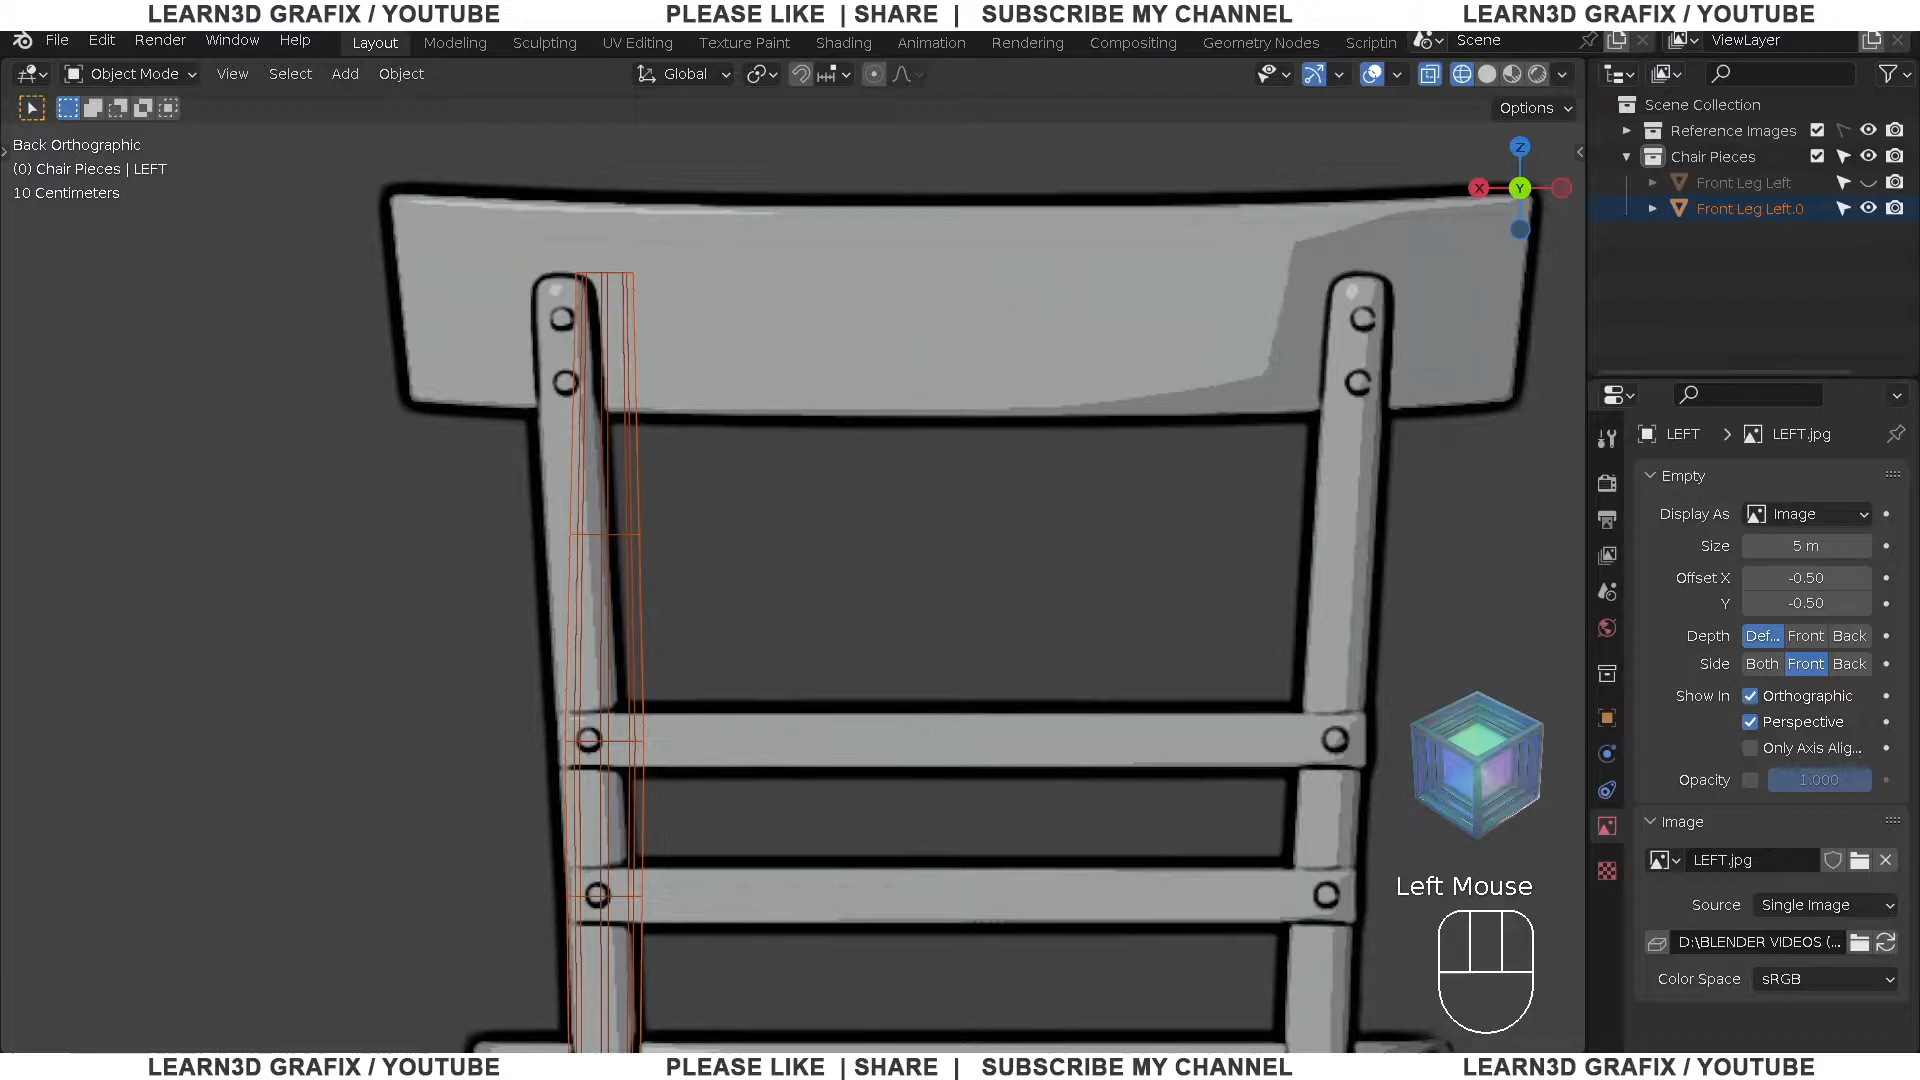 LEARN3D GRAFIX / YOUTUBE PLEASE LIKE | SHARE | SUBSCRIBE MY CHANNEL LEARN3D GRAFIX / YOUTUBE
File Edit Render Window Help Layout Modeling Sculpting UV Editing Texture Paint Shading Animation Rendering Compositing Geometry Nodes Scriptin Scene ViewLayer
Object Mode View Select Add Object Global
Options
Back Orthographic
(0) Chair Pieces | LEFT
10 Centimeters
Z
X Y
Scene Collection
Reference Images
Chair Pieces
Front Leg Left
Front Leg Left.0
LEFT > LEFT.jpg
Empty
Display As Image
Size 5 m
Offset X -0.50
Y -0.50
Depth Def... Front Back
Side Both Front Back
Show In Orthographic
Perspective
Only Axis Alig...
Opacity 1.000
Image
LEFT.jpg
Source Single Image
D:\BLENDER VIDEOS (...
Color Space sRGB
Left Mouse
LEARN3D GRAFIX / YOUTUBE PLEASE LIKE | SHARE | SUBSCRIBE MY CHANNEL LEARN3D GRAFIX / YOUTUBE